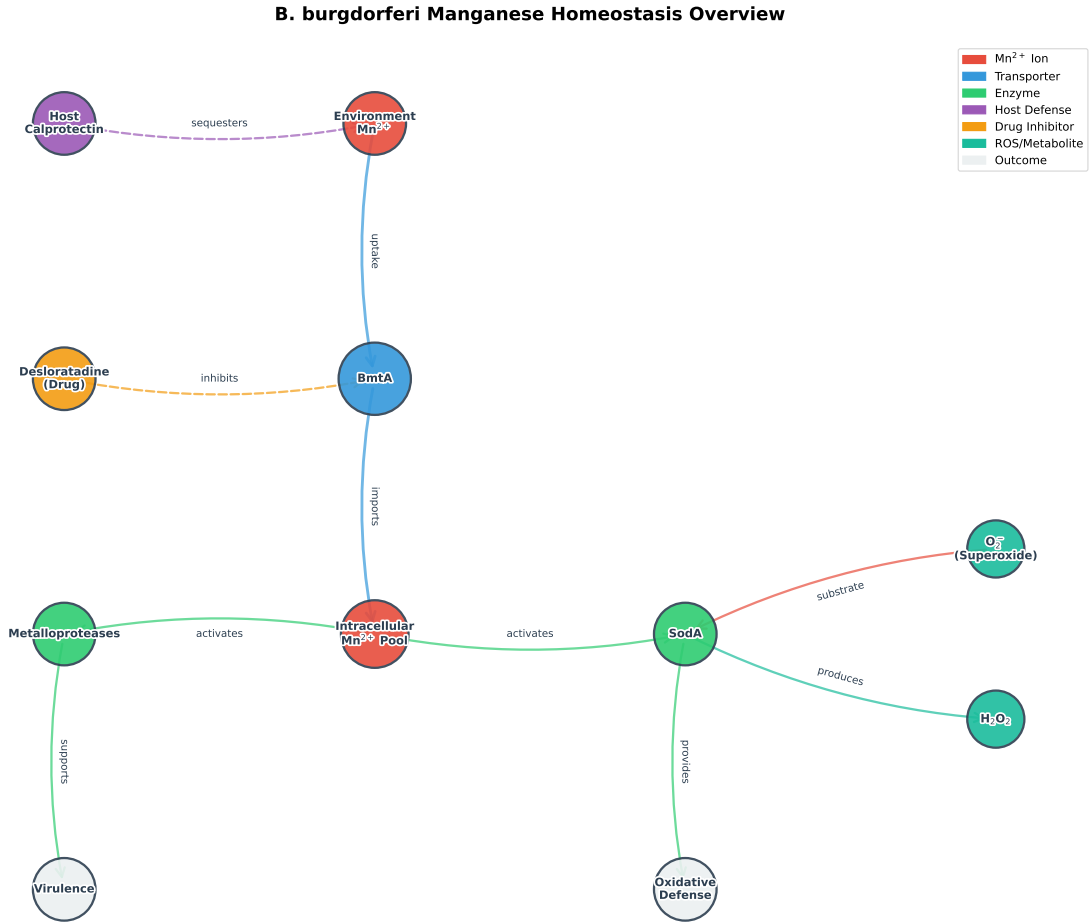 B. burgdorferi Manganese Homeostasis Overview
Mn²⁺ Ion
Transporter
Enzyme
Host Defense
Drug Inhibitor
ROS/Metabolite
Outcome
Host
Calprotectin
sequesters
Environment
Mn²⁺
uptake
Desloratadine
(Drug)
inhibits
BmtA
imports
O₂⁻
(Superoxide)
substrate
Metalloproteases
activates
Intracellular
Mn²⁺ Pool
activates
SodA
produces
H₂O₂
supports
provides
Virulence
Oxidative
Defense